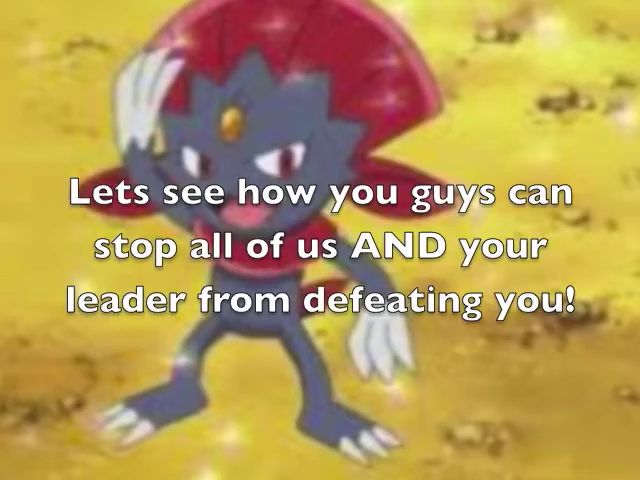 Lets see how you guys can
stop all of us AND your
leader from defeating you!